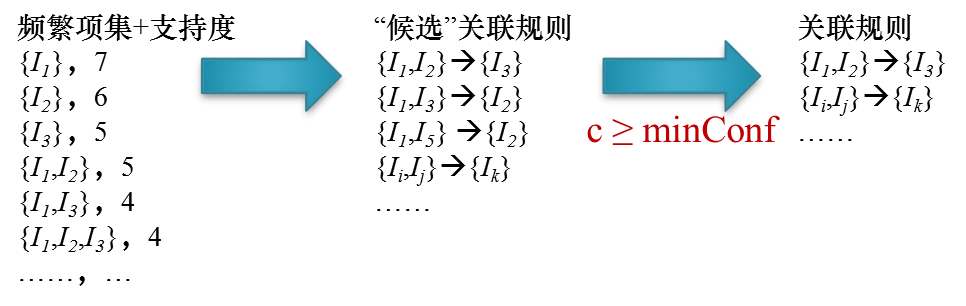 频繁项集+支持度
{I1}，7
{I2}，6
{I3}，5
{I1,I2}，5
{I1,I3}，4
{I1,I2,I3}，4
……，…
“候选”关联规则
{I1,I2}→{I3}
{I1,I3}→{I2}
{I1,I5}→{I2}
{Ii,Ij}→{Ik}
……
c ≥ minConf
关联规则
{I1,I2}→{I3}
{Ii,Ij}→{Ik}
……